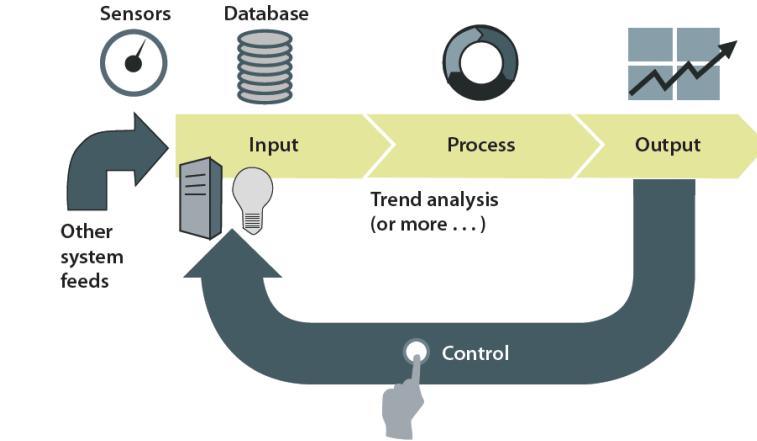 Sensors
Database
Input
Process
Output
Trend analysis
(or more . . . )
Other
system
feeds
Control